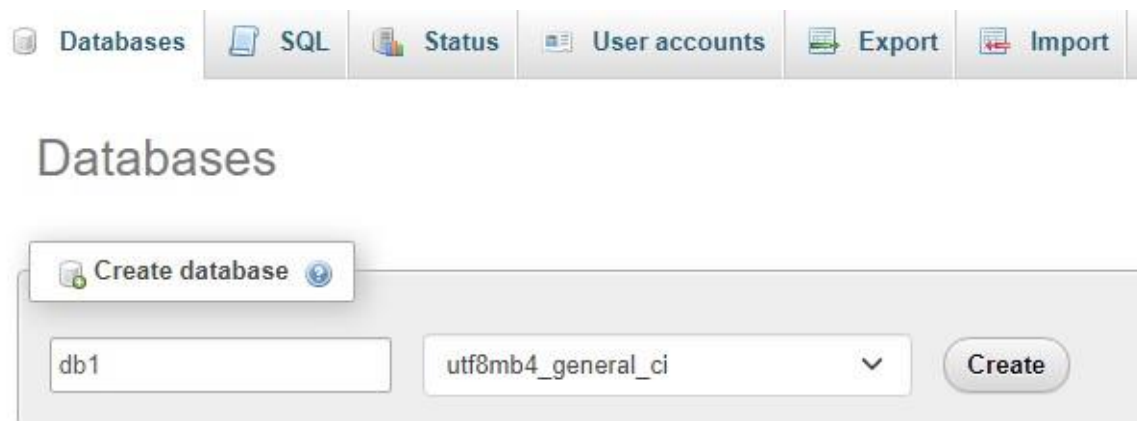 Databases SQL Status User accounts Export Import
Databases
Create database
db1 utf8mb4_general_ci Create